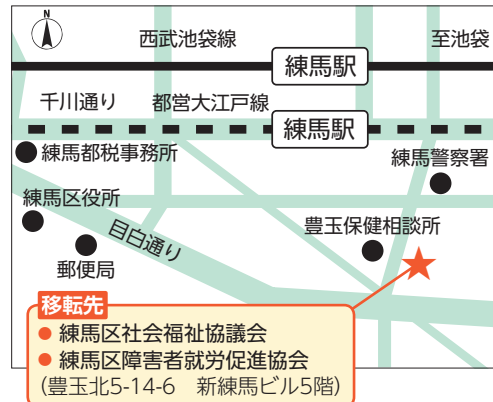 N
西武池袋線
至池袋
練馬駅
千川通り
都営大江戸線
練馬駅
練馬都税事務所
練馬警察署
練馬区役所
豊玉保健相談所
目白通り
郵便局
移転先
● 練馬区社会福祉協議会
● 練馬区障害者就労促進協会
(豊玉北5-14-6 新練馬ビル5階)